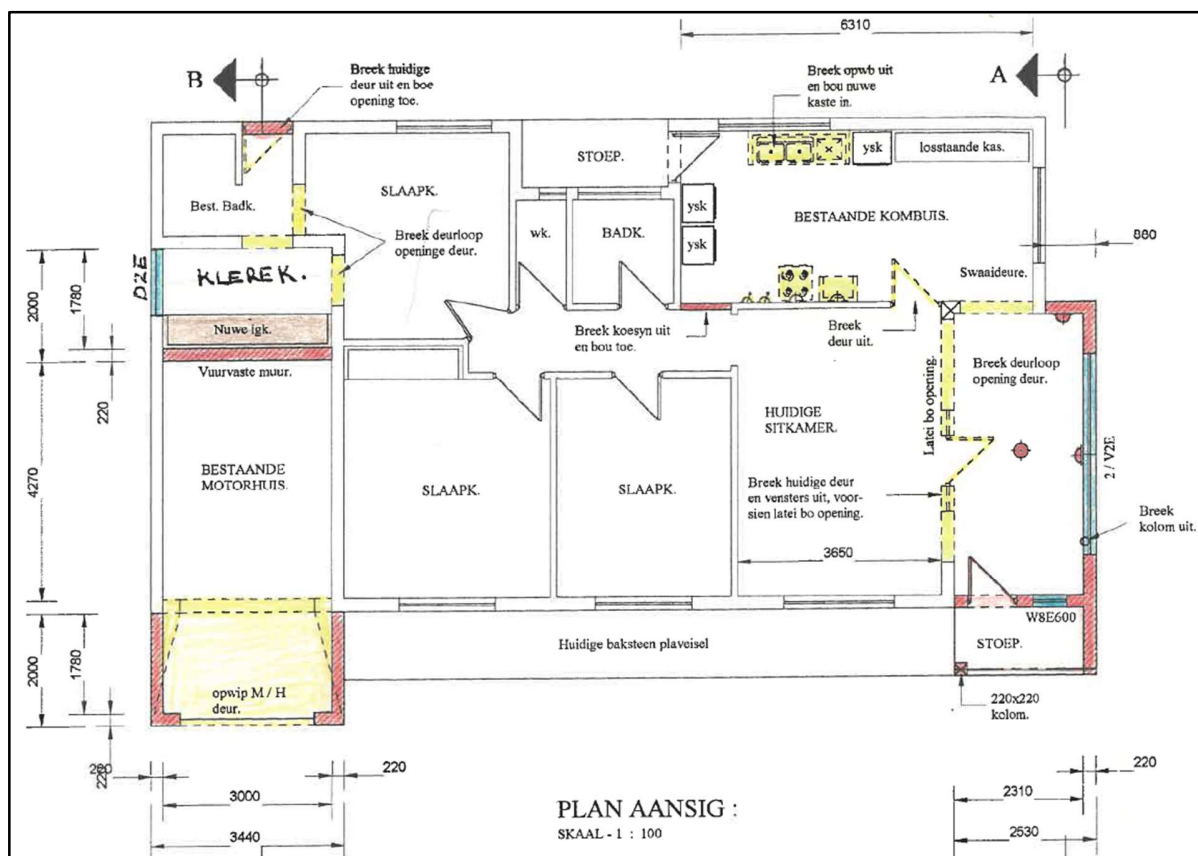 6310
B
Breek huidige
deur uit en boe
opening toe.
Breek opwb uit
en bou nuwe
kaste in.
A
STOEP.
ysk
losstaande kas.
SLAAPK.
Best. Badk.
ysk
BESTAANDE KOMBUIS.
wk.
BADK.
ysk
Breek deurloop
openinge deur.
880
D2E
KLEREK.
Swaaideure.
2000
1780
Nuwe lgk.
Breek koesyn uit
en bou toe.
Breek
deur uit.
Vuurvaste muur.
220
Latei bo opening.
Breek deurloop
opening deur.
HUIDIGE
SITKAMER.
4270
BESTAANDE
MOTORHUIS.
SLAAPK.
SLAAPK.
Breek huidige deur
en vensters uit, voor-
sien latei bo opening.
2 / V2E
Breek
kolom uit.
3650
W8E600
STOEP.
2000
1780
Huidige baksteen plaveisel
opwip M / H
deur.
220x220
kolom.
220
220
220
220
3000
2310
3440
2630
PLAN AANSIG :
SKAAL - 1 : 100